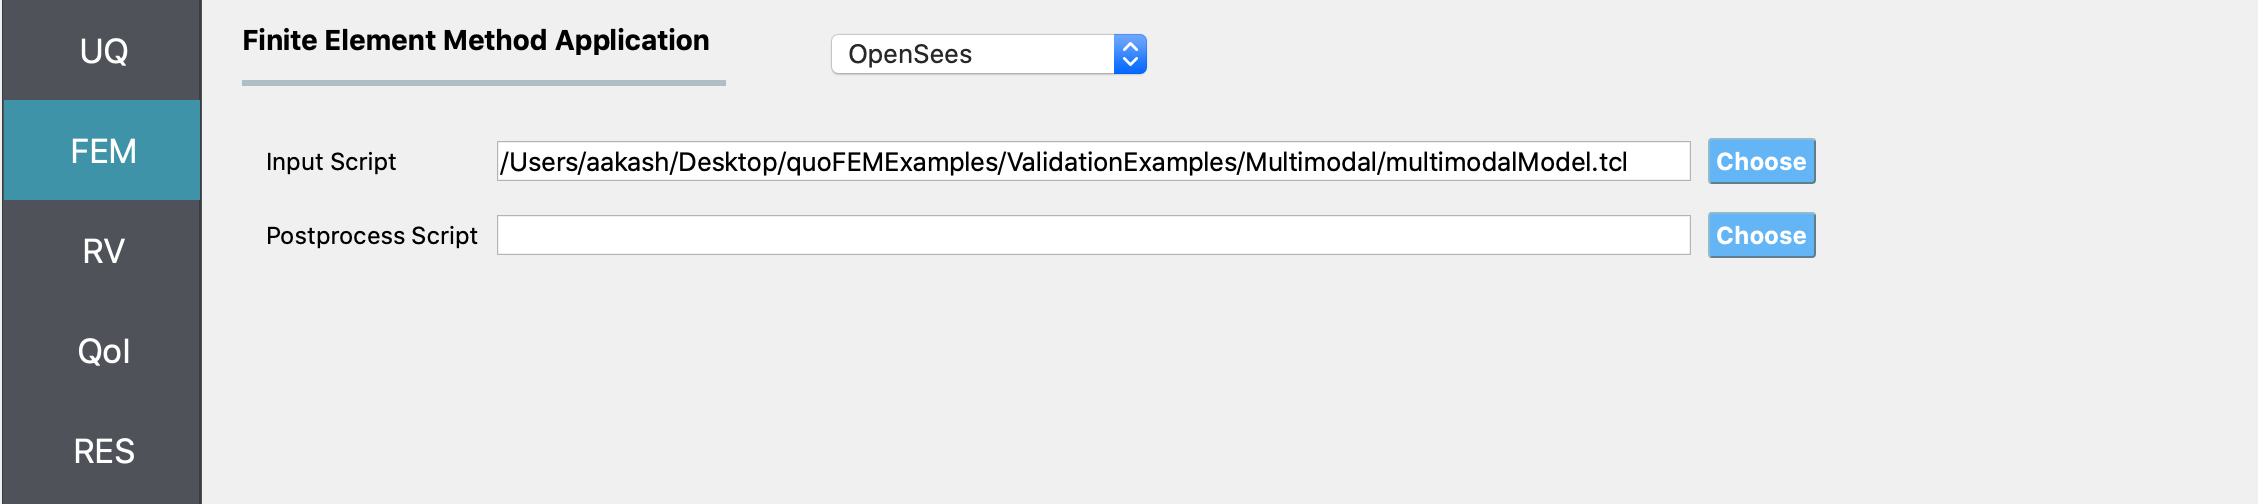 UQ
FEM
RV
QoI
RES
Finite Element Method Application
OpenSees
Input Script /Users/aakash/Desktop/quoFEMExamples/ValidationExamples/Multimodal/multimodalModel.tcl Choose
Postprocess Script Choose